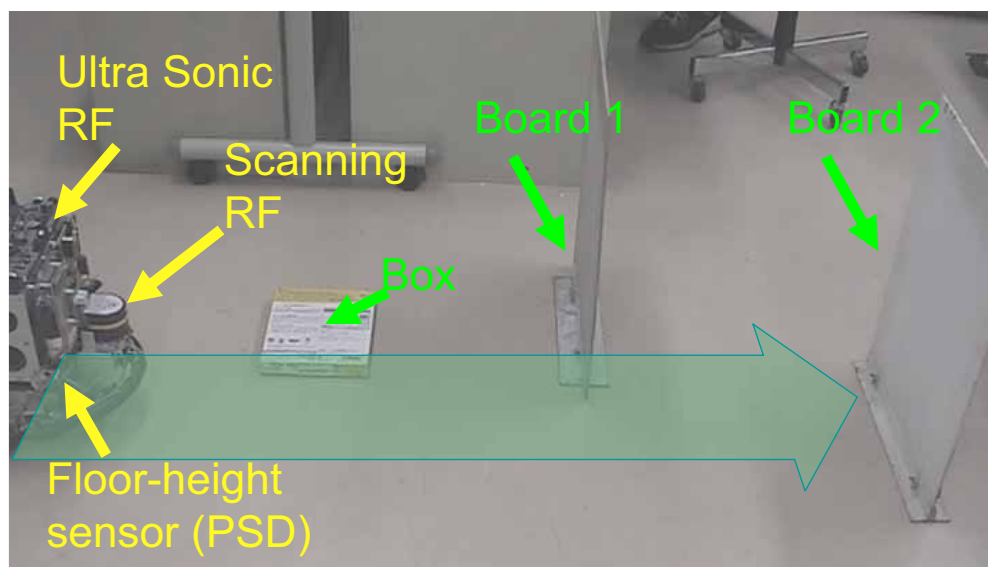 Ultra Sonic
RF
Scanning
RF
Board 1
Board 2
Box
Floor-height
sensor (PSD)